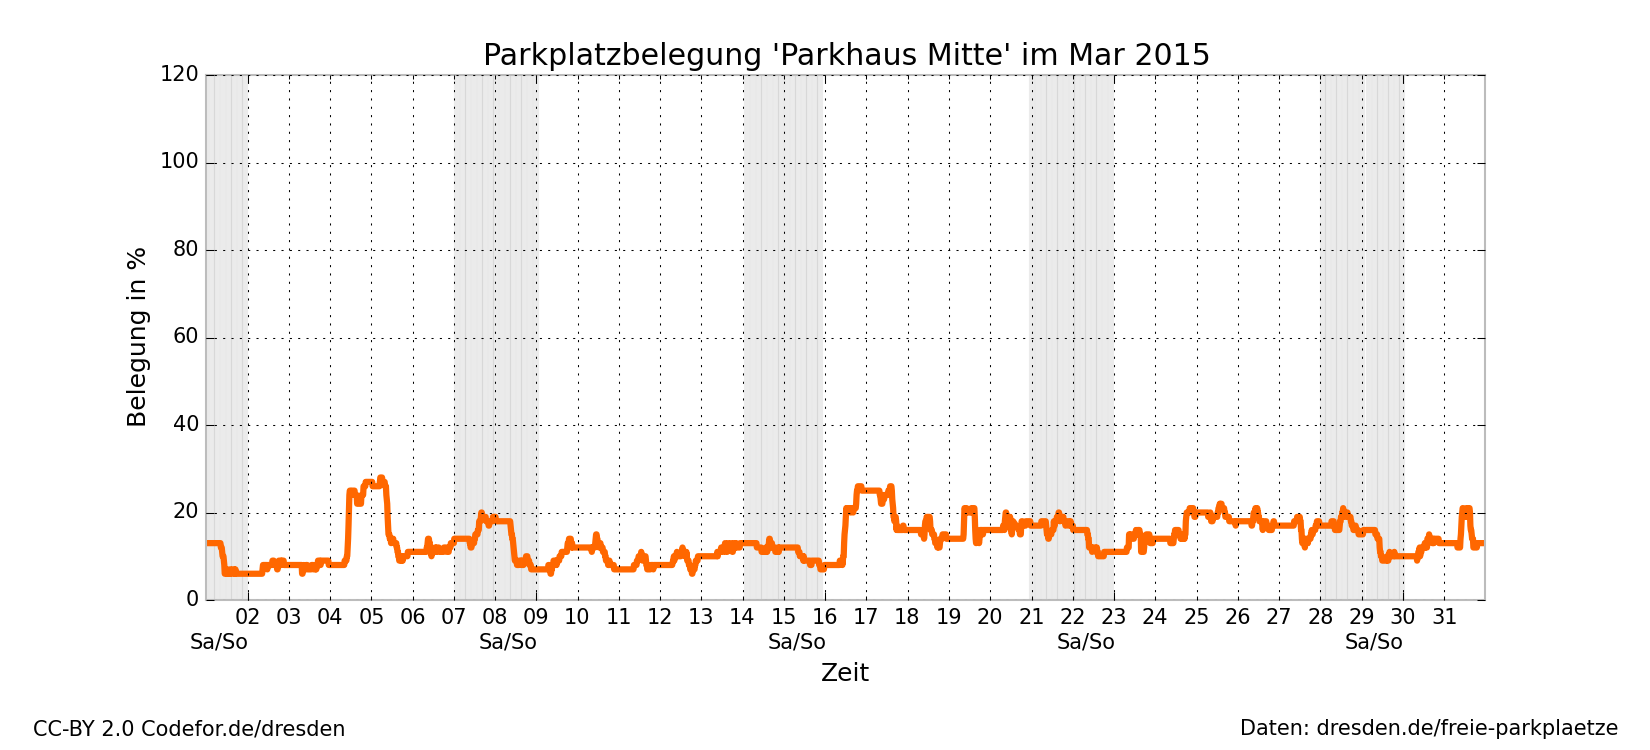 Parkplatzbelegung 'Parkhaus Mitte' im Mar 2015
120
100
80
60
40
20
0
Belegung in %
02 03 04 05 06 07 08 09 10 11 12 13 14 15 16 17 18 19 20 21 22 23 24 25 26 27 28 29 30 31
Sa/So Sa/So Sa/So Sa/So Sa/So
Zeit
CC-BY 2.0 Codefor.de/dresden
Daten: dresden.de/freie-parkplaetze